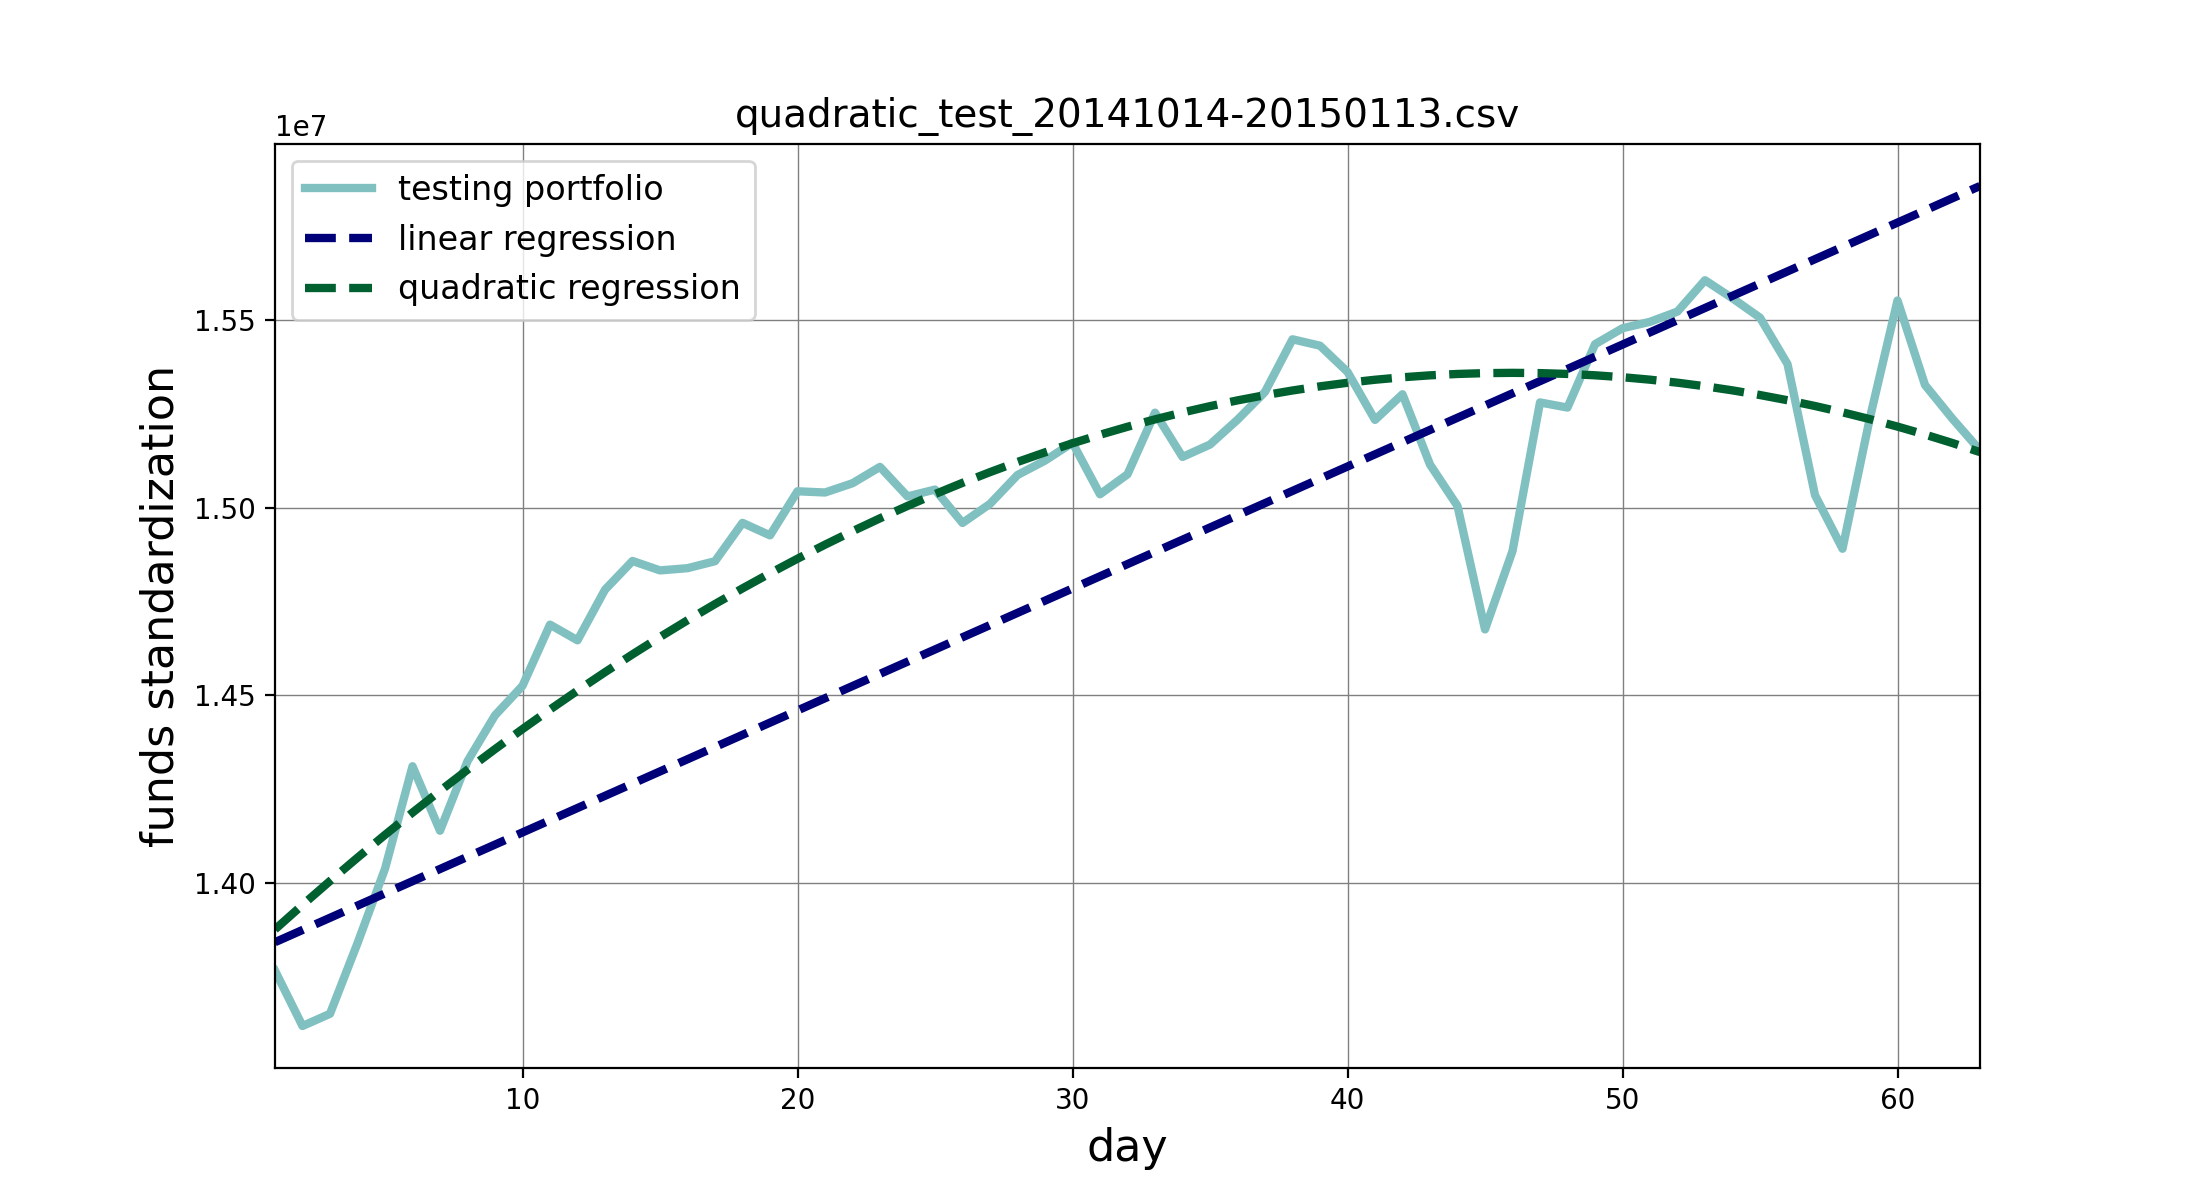 quadratic_test_20141014-20150113.csv
1e7
testing portfolio
linear regression
quadratic regression
funds standardization
1.55
1.50
1.45
1.40
10 20 30 40 50 60
day